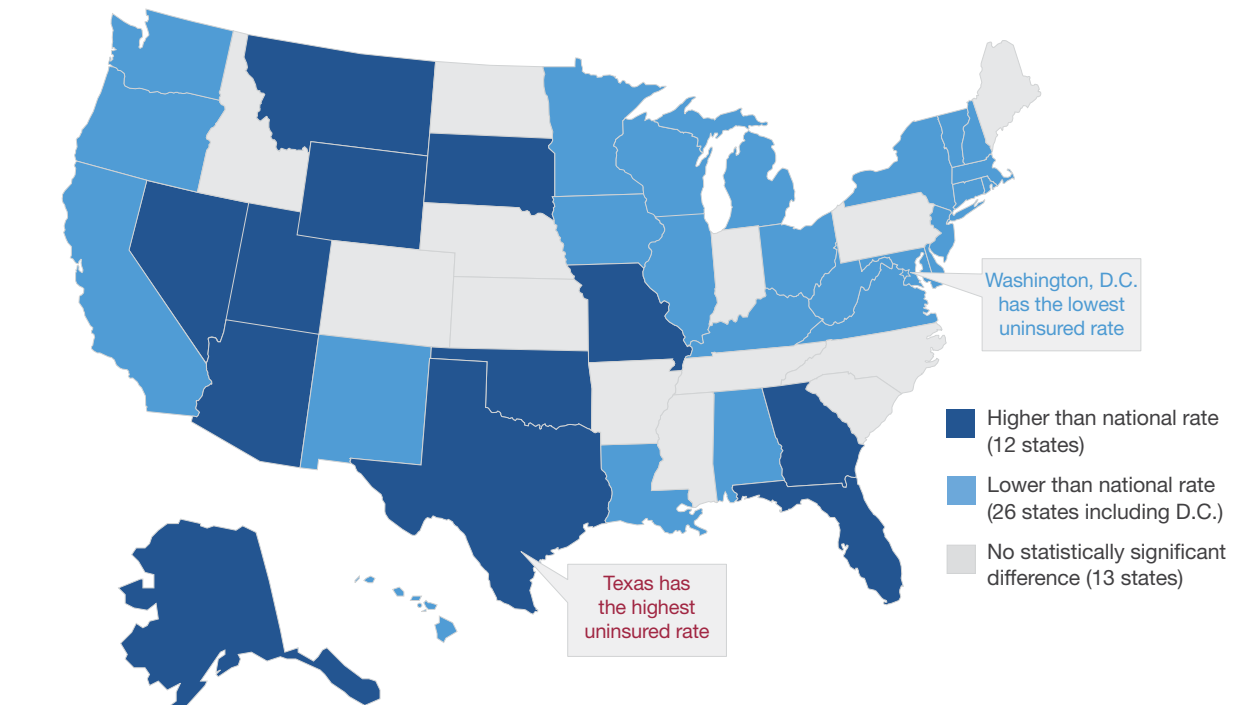 Washington, D.C.
has the lowest
uninsured rate
Higher than national rate
(12 states)
Lower than national rate
(26 states including D.C.)
No statistically significant
difference (13 states)
Texas has
the highest
uninsured rate